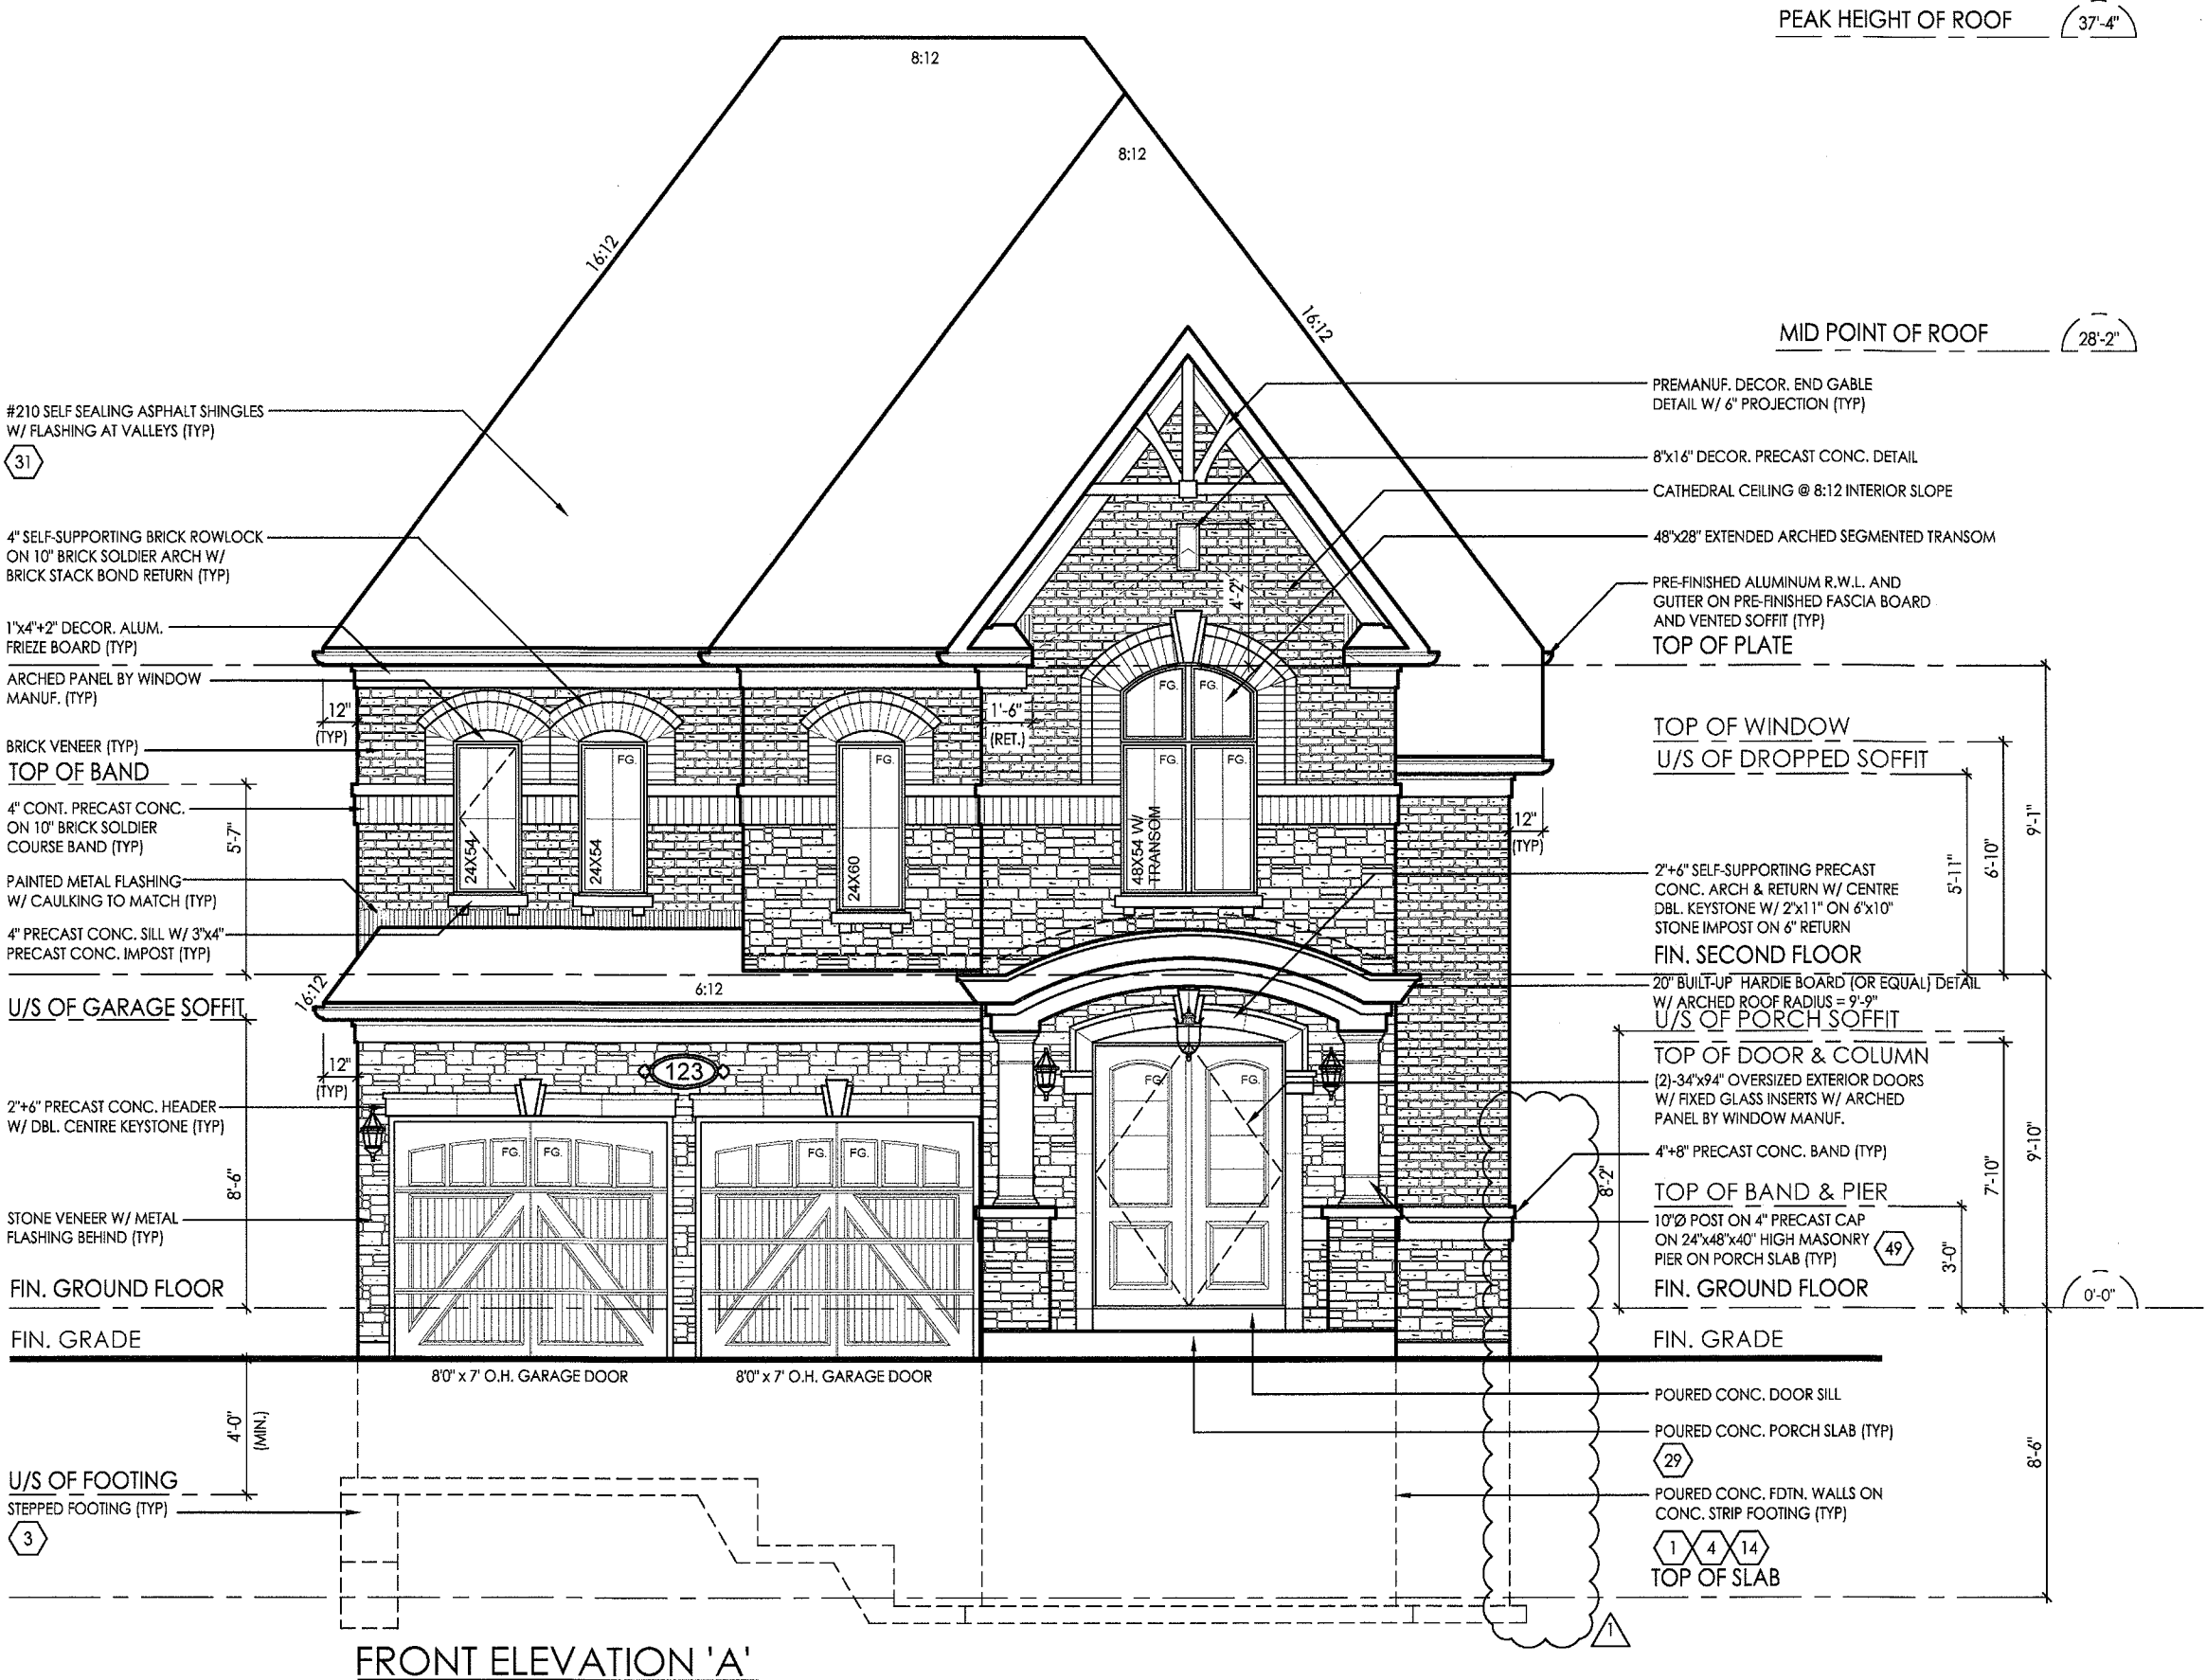 PEAK HEIGHT OF ROOF
37'-4"
8:12
8:12
16:12
16:12
MID POINT OF ROOF
28'-2"
#210 SELF SEALING ASPHALT SHINGLES
W/ FLASHING AT VALLEYS (TYP)
31
4" SELF-SUPPORTING BRICK ROWLOCK
ON 10" BRICK SOLDIER ARCH W/
BRICK STACK BOND RETURN (TYP)
1"x4"+2" DECOR. ALUM.
FRIEZE BOARD (TYP)
ARCHED PANEL BY WINDOW
MANUF. (TYP)
BRICK VENEER (TYP)
TOP OF BAND
4" CONT. PRECAST CONC.
ON 10" BRICK SOLDIER
COURSE BAND (TYP)
5'-7"
PAINTED METAL FLASHING
W/ CAULKING TO MATCH (TYP)
4" PRECAST CONC. SILL W/ 3"x4"
PRECAST CONC. IMPOST (TYP)
U/S OF GARAGE SOFFIT
2"+6" PRECAST CONC. HEADER
W/ DBL. CENTRE KEYSTONE (TYP)
8'-6"
STONE VENEER W/ METAL
FLASHING BEHIND (TYP)
FIN. GROUND FLOOR
FIN. GRADE
4'-0"
(MIN.)
U/S OF FOOTING
STEPPED FOOTING (TYP)
3
12"
(TYP)
FG.
FG.
24X54
24X54
24X60
1'-6"
(RET.)
4'-2"
FG.
FG.
FG.
FG.
48X54 W/
TRANSOM
12"
(TYP)
16:12
6:12
12"
(TYP)
123
FG.
FG.
FG.
FG.
FG.
FG.
8'0" x 7' O.H. GARAGE DOOR
8'0" x 7' O.H. GARAGE DOOR
PREMANUF. DECOR. END GABLE
DETAIL W/ 6" PROJECTION (TYP)
8"x16" DECOR. PRECAST CONC. DETAIL
CATHEDRAL CEILING @ 8:12 INTERIOR SLOPE
48"x28" EXTENDED ARCHED SEGMENTED TRANSOM
PRE-FINISHED ALUMINUM R.W.L. AND
GUTTER ON PRE-FINISHED FASCIA BOARD
AND VENTED SOFFIT (TYP)
TOP OF PLATE
TOP OF WINDOW
U/S OF DROPPED SOFFIT
5'-11"
6'-10"
9'-1"
2"+6" SELF-SUPPORTING PRECAST
CONC. ARCH & RETURN W/ CENTRE
DBL. KEYSTONE W/ 2"x11" ON 6"x10"
STONE IMPOST ON 6" RETURN
FIN. SECOND FLOOR
20" BUILT-UP HARDIE BOARD (OR EQUAL) DETAIL
W/ ARCHED ROOF RADIUS = 9'-9"
U/S OF PORCH SOFFIT
TOP OF DOOR & COLUMN
(2)-34"x94" OVERSIZED EXTERIOR DOORS
W/ FIXED GLASS INSERTS W/ ARCHED
PANEL BY WINDOW MANUF.
4"+8" PRECAST CONC. BAND (TYP)
8'-2"
7'-10"
9'-10"
TOP OF BAND & PIER
10"Ø POST ON 4" PRECAST CAP
ON 24"x48"x40" HIGH MASONRY
PIER ON PORCH SLAB (TYP)
49
3'-0"
FIN. GROUND FLOOR
0'-0"
FIN. GRADE
POURED CONC. DOOR SILL
POURED CONC. PORCH SLAB (TYP)
29
8'-6"
POURED CONC. FDTN. WALLS ON
CONC. STRIP FOOTING (TYP)
1 4 14
TOP OF SLAB
1
FRONT ELEVATION 'A'